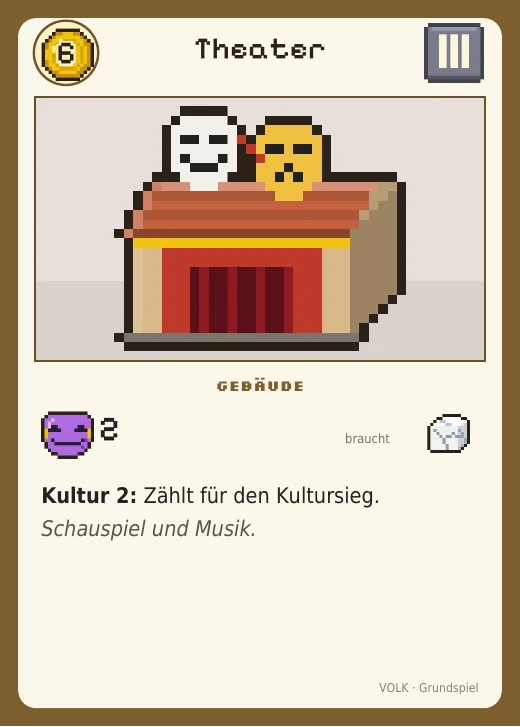 6
Theater
III
GEBÄUDE
2
braucht
Kultur 2: Zählt für den Kultursieg.
Schauspiel und Musik.
VOLK · Grundspiel